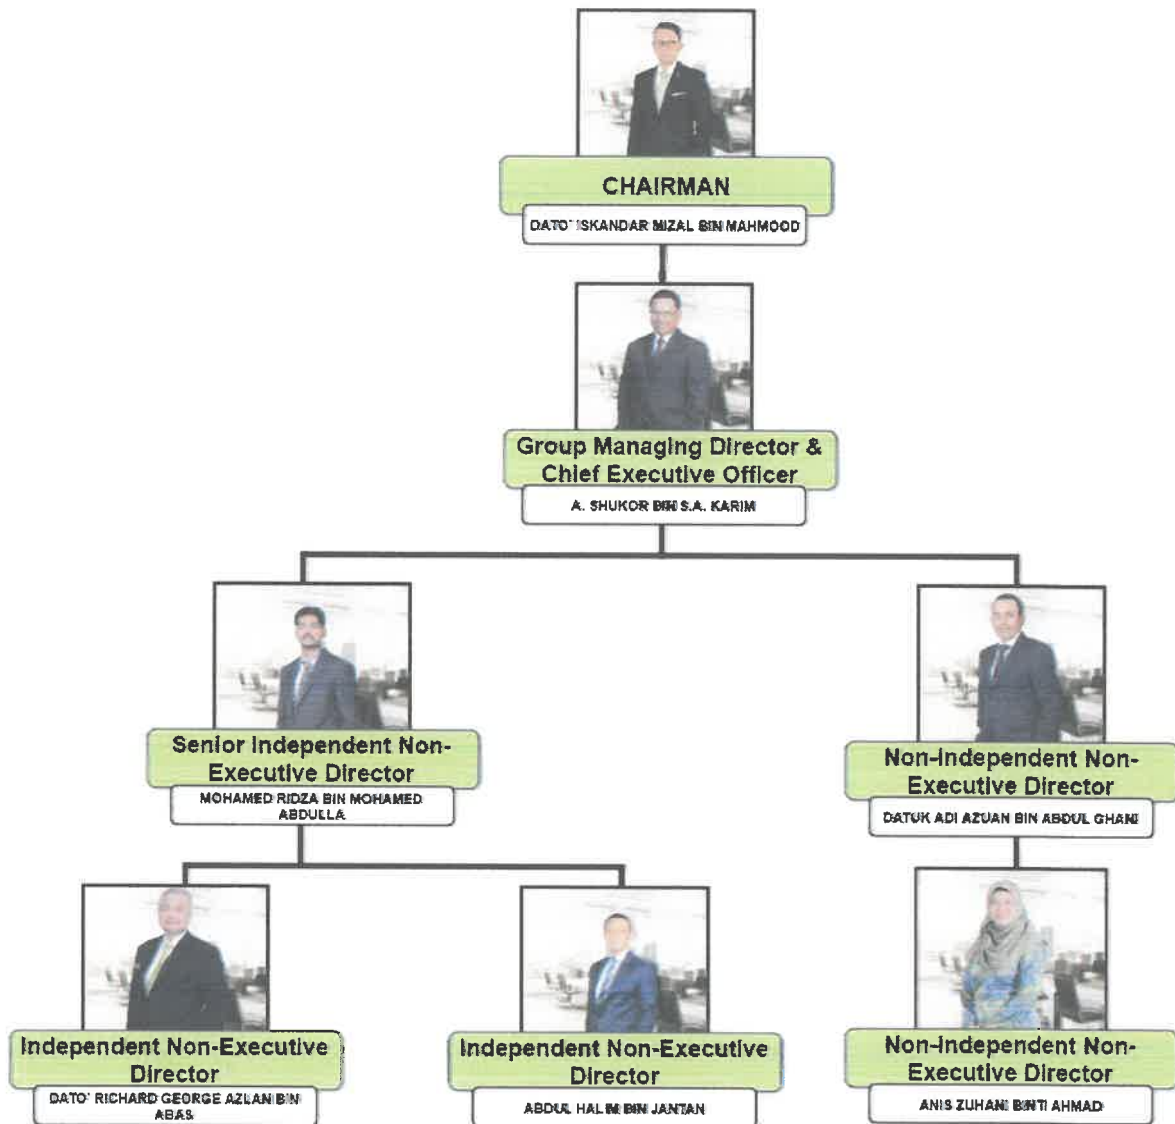 CHAIRMAN
DATO' ISKANDAR MIZAL BIN MAHMOOD
Group Managing Director &
Chief Executive Officer
A. SHUKOR BIN S.A. KARIM
Senior Independent Non-
Executive Director
MOHAMED RIDZA BIN MOHAMED
ABDULLA
Non-Independent Non-
Executive Director
DATUK ADI AZUAN BIN ABDUL GHANI
Independent Non-Executive
Director
DATO' RICHARD GEORGE AZLAN BIN
ABAS
Independent Non-Executive
Director
ABDUL HALIM BIN JANTAN
Non-Independent Non-
Executive Director
ANIS ZUHANI BINTI AHMAD